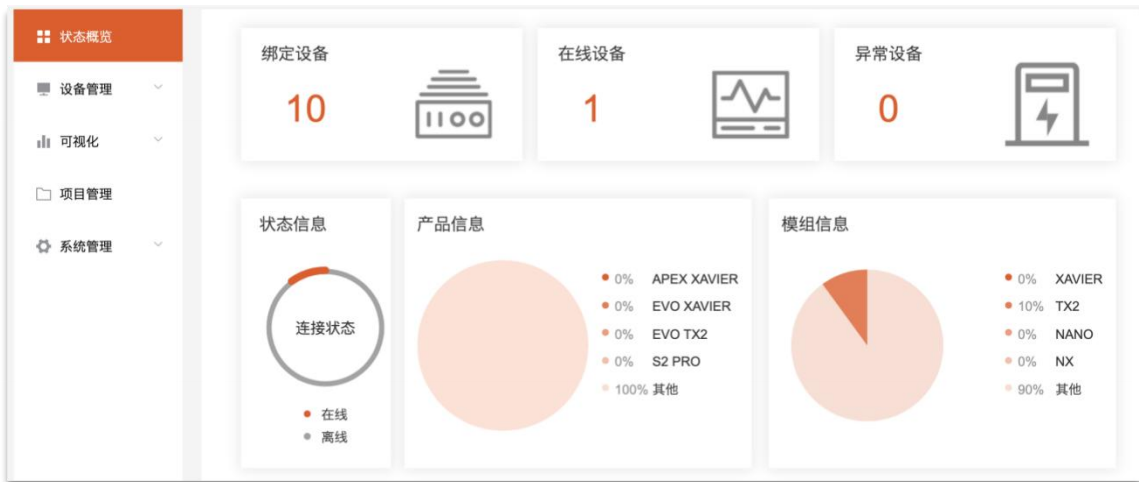 状态概览
设备管理
可视化
项目管理
系统管理
绑定设备
10
在线设备
1
异常设备
0
状态信息
连接状态
在线
离线
产品信息
0% APEX XAVIER
0% EVO XAVIER
0% EVO TX2
0% S2 PRO
100% 其他
模组信息
0% XAVIER
10% TX2
0% NANO
0% NX
90% 其他